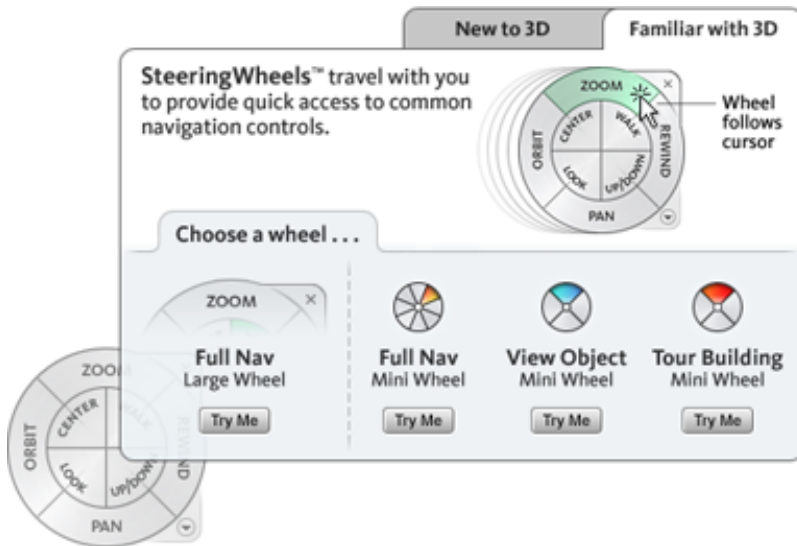 New to 3D
Familiar with 3D
SteeringWheels™ travel with you
to provide quick access to common
navigation controls.
ZOOM
CENTER
WALK
ORBIT
REWIND
LOOK
UP/DOWN
PAN
Wheel
follows
cursor
Choose a wheel . . .
ZOOM
Full Nav
Large Wheel
Try Me
Full Nav
Mini Wheel
Try Me
View Object
Mini Wheel
Try Me
Tour Building
Mini Wheel
Try Me
ZOOM
CENTER
WALK
ORBIT
REWIND
LOOK
UP/DOWN
PAN